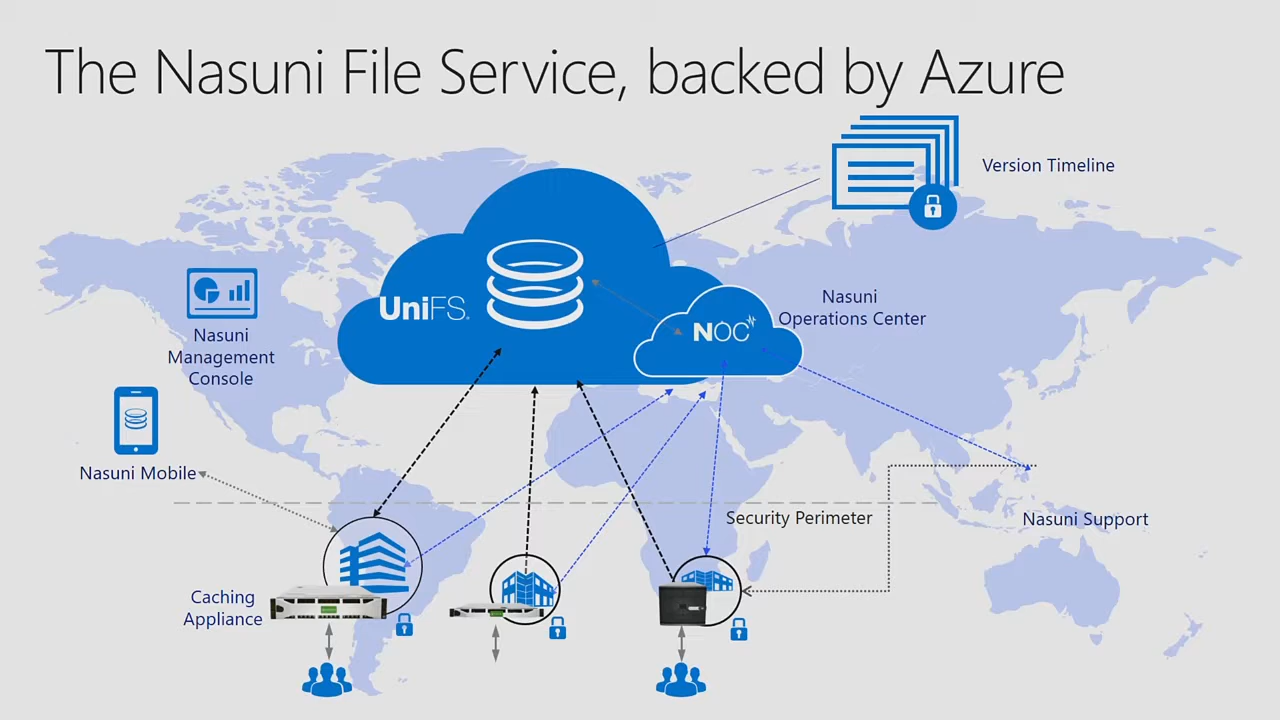 The Nasuni File Service, backed by Azure
Version Timeline
UniFS®
NOC
Nasuni
Operations Center
Nasuni
Management
Console
Nasuni Mobile
Security Perimeter
Nasuni Support
Caching
Appliance